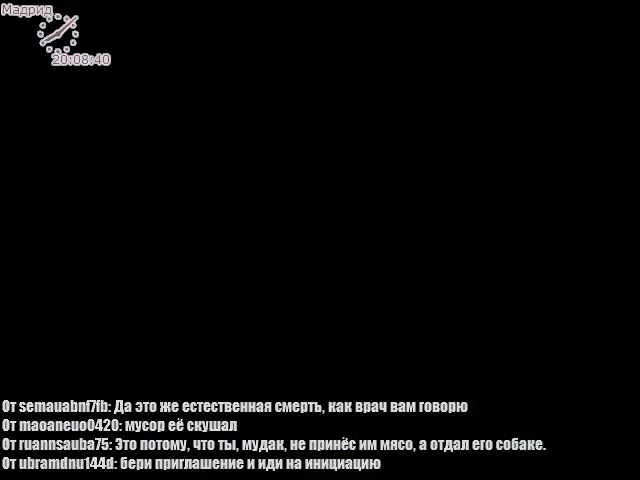 Мадрид
20:08:40
От semauabnf7fb: Да это же естественная смерть, как врач вам говорю
От maoaneuo0420: мусор её скушал
От ruannsauba75: Это потому, что ты, мудак, не принёс им мясо, а отдал его собаке.
От ubramdnu144d: бери приглашение и иди на инициацию